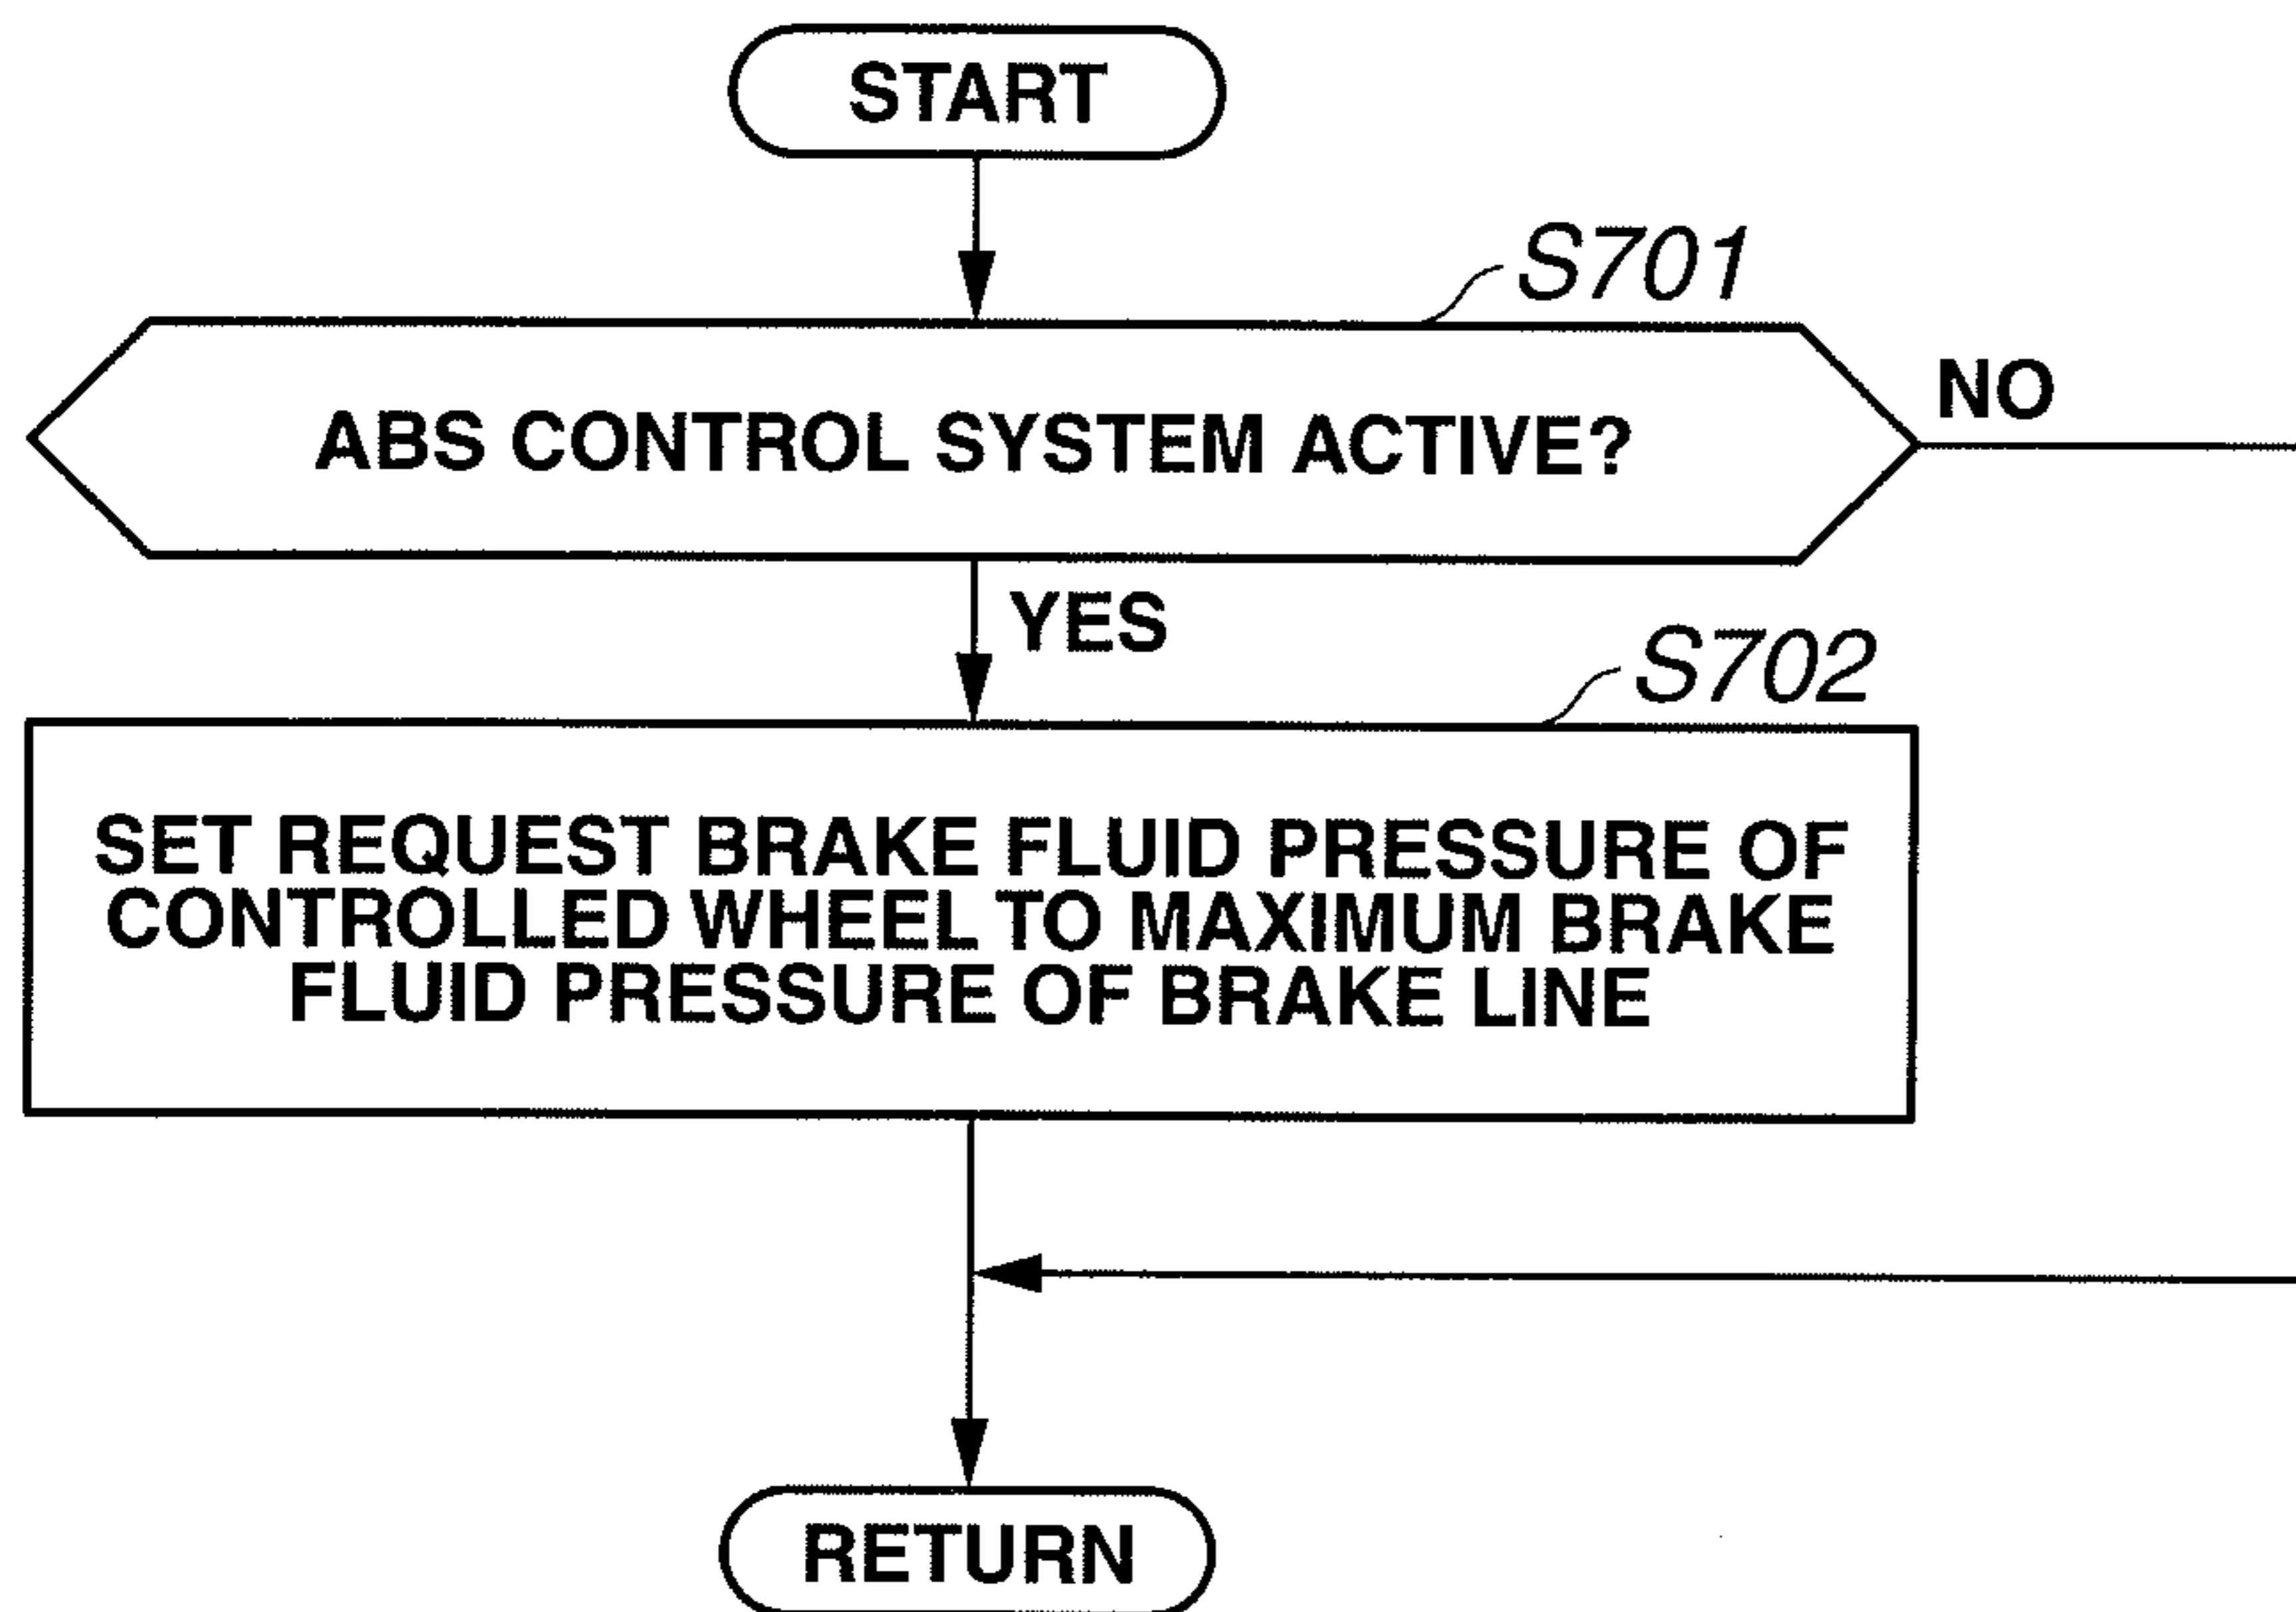 START
S701
ABS CONTROL SYSTEM ACTIVE?
NO
YES
S702
SET REQUEST BRAKE FLUID PRESSURE OF
CONTROLLED WHEEL TO MAXIMUM BRAKE
FLUID PRESSURE OF BRAKE LINE
RETURN